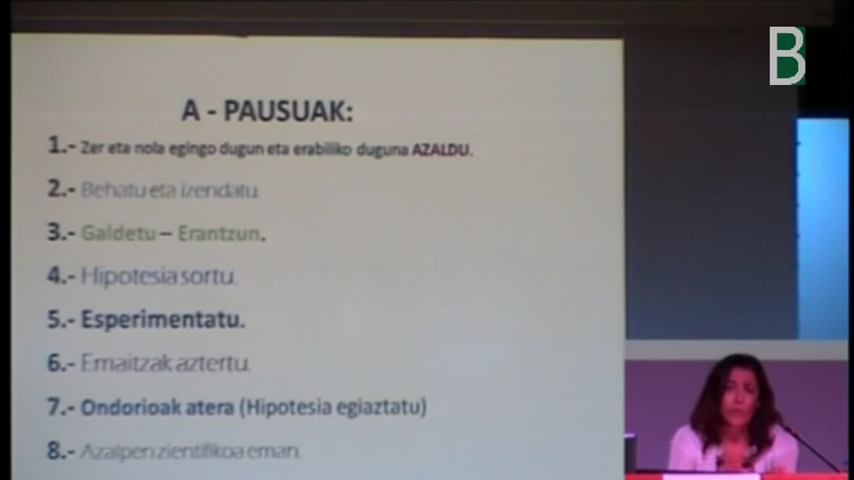 B
A - PAUSUAK:
1.- Zer eta nola egingo dugun eta erabiliko duguna AZALDU.
2.- Behatu eta izendatu.
3.- Galdetu – Erantzun.
4.- Hipotesia sortu.
5.- Esperimentatu.
6.- Emaitzak aztertu.
7.- Ondorioak atera (Hipotesia egiaztatu)
8.- Azalpen zientifikoa eman.